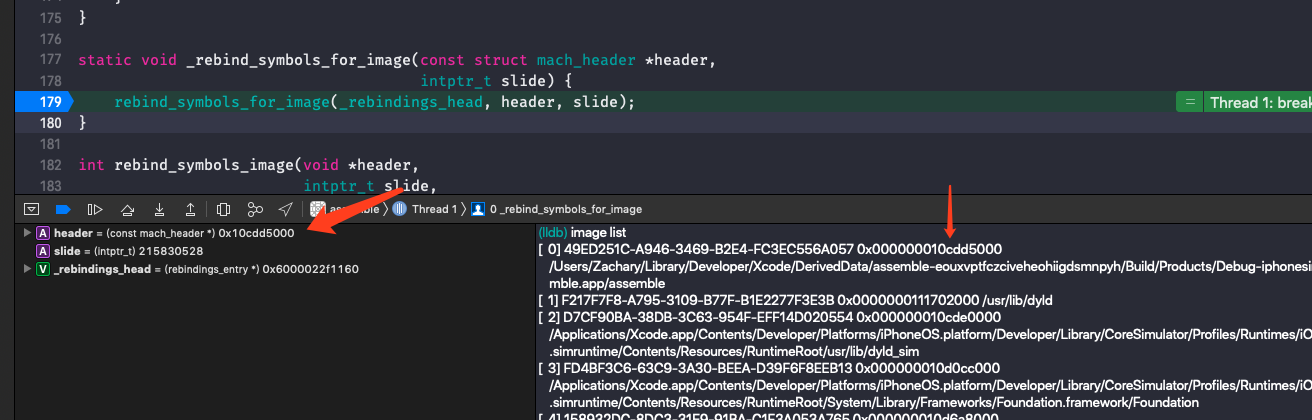 175 }
176
177 static void _rebind_symbols_for_image(const struct mach_header *header,
178 intptr_t slide) {
179 rebind_symbols_for_image(_rebindings_head, header, slide);
= Thread 1: break
180 }
181
182 int rebind_symbols_image(void *header,
183 intptr_t slide,
Thread 1 0 _rebind_symbols_for_image
A header = (const mach_header *) 0x10cdd5000
A slide = (intptr_t) 215830528
V _rebindings_head = (rebindings_entry *) 0x6000022f1160
(lldb) image list
[ 0] 49ED251C-A946-3469-B2E4-FC3EC556A057 0x000000010cdd5000
/Users/Zachary/Library/Developer/Xcode/DerivedData/assemble-eouxvptfczciveheohiigdsmnpyh/Build/Products/Debug-iphonesi
mble.app/assemble
[ 1] F217F7F8-A795-3109-B77F-B1E2277F3E3B 0x0000000111702000 /usr/lib/dyld
[ 2] D7CF90BA-38DB-3C63-954F-EFF14D020554 0x000000010cde0000
/Applications/Xcode.app/Contents/Developer/Platforms/iPhoneOS.platform/Developer/Library/CoreSimulator/Profiles/Runtimes/iO
.simruntime/Contents/Resources/RuntimeRoot/usr/lib/dyld_sim
[ 3] FD4BF3C6-63C9-3A30-BEEA-D39F6F8EEB13 0x000000010d0cc000
/Applications/Xcode.app/Contents/Developer/Platforms/iPhoneOS.platform/Developer/Library/CoreSimulator/Profiles/Runtimes/iO
.simruntime/Contents/Resources/RuntimeRoot/System/Library/Frameworks/Foundation.framework/Foundation